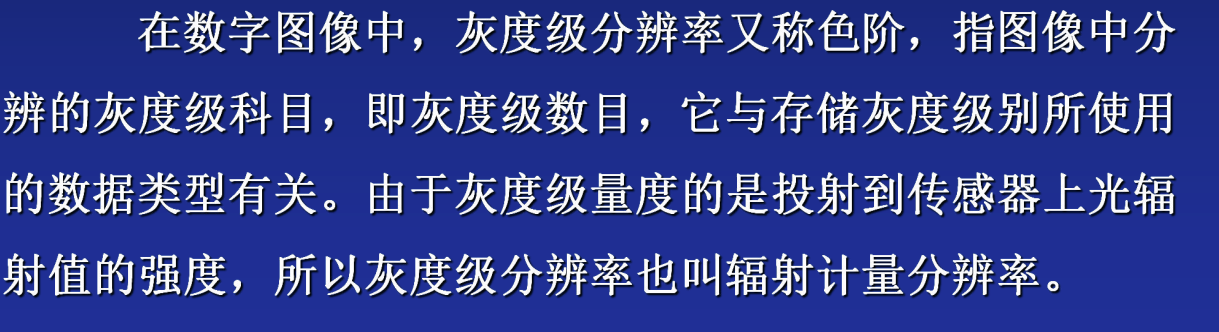 在数字图像中，灰度级分辨率又称色阶，指图像中分
辨的灰度级科目，即灰度级数目，它与存储灰度级别所使用
的数据类型有关。由于灰度级量度的是投射到传感器上光辐
射值的强度，所以灰度级分辨率也叫辐射计量分辨率。